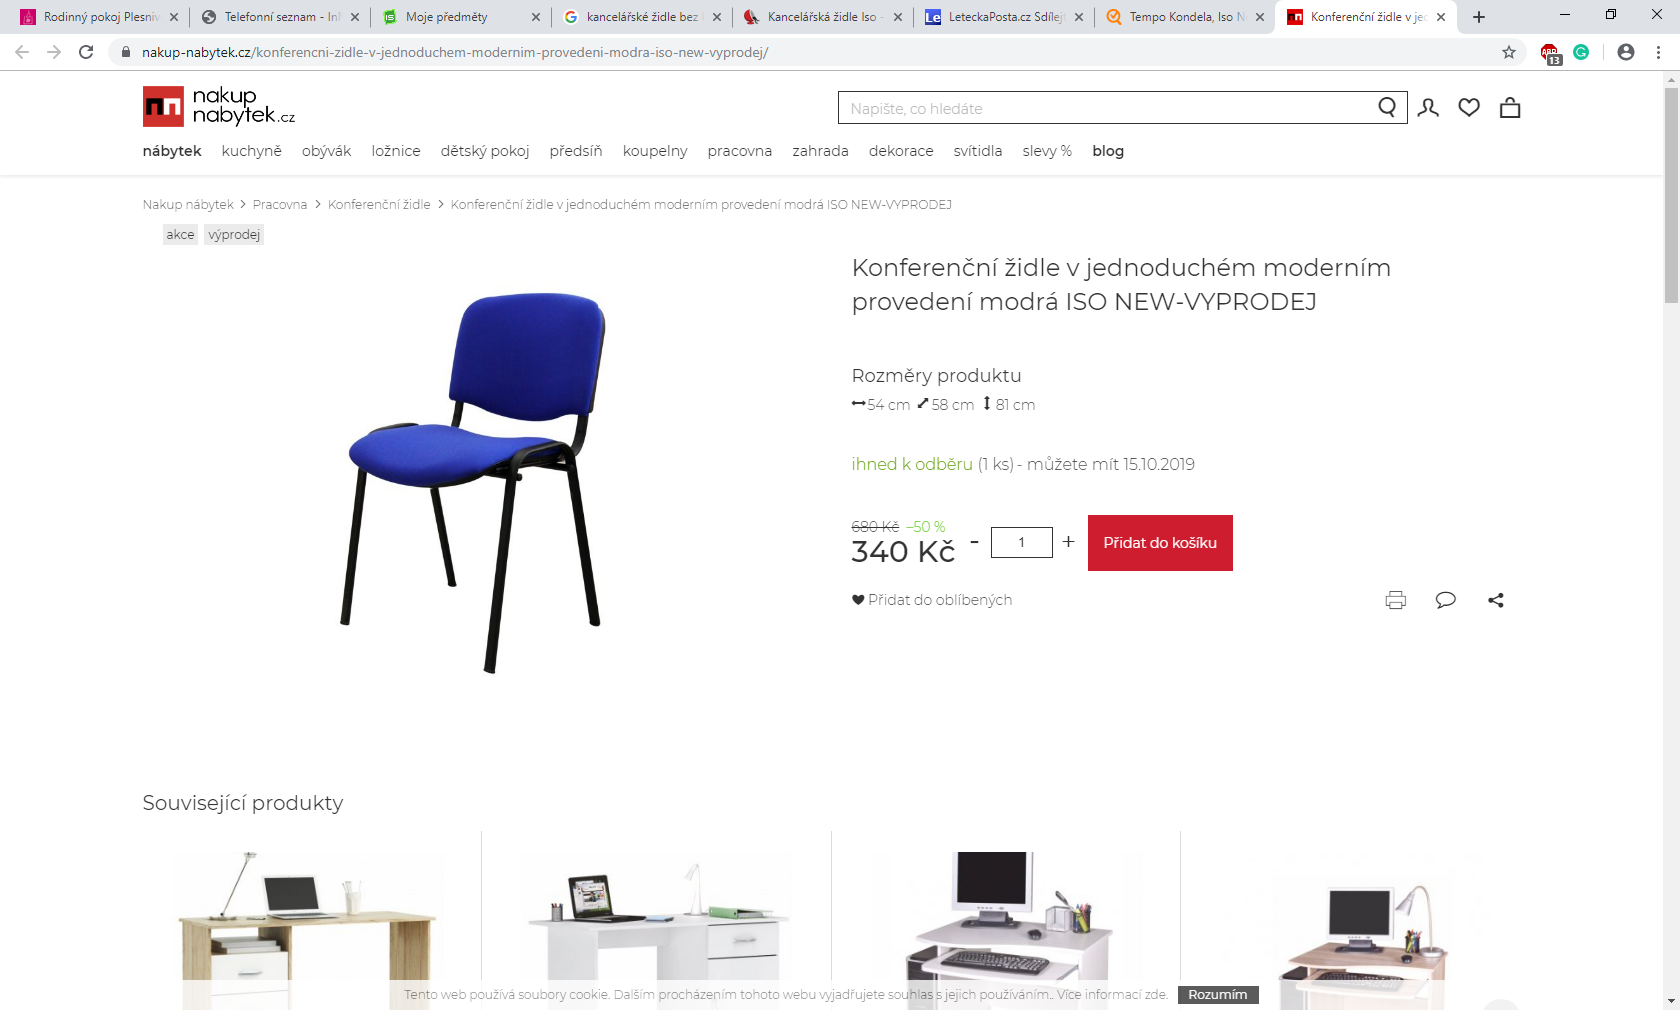 Rodinný pokoj Plesniv
Telefonní seznam - In
Moje předměty
kancelářské židle bez
Kancelářská židle Iso
LeteckaPosta.cz Sdílejt
Tempo Kondela, Iso N
Konferenční židle v je
nakup-nabytek.cz/konferencni-zidle-v-jednoduchem-modernim-provedeni-modra-iso-new-vyprodej/
ABP
13
nakup
nabytek.cz
Napište, co hledáte
nábytek kuchyně obývák ložnice dětský pokoj předsíň koupelny pracovna zahrada dekorace svítidla slevy % blog
Nakup nábytek > Pracovna > Konferenční židle > Konferenční židle v jednoduchém moderním provedení modrá ISO NEW-VYPRODEJ
akce výprodej
Konferenční židle v jednoduchém moderním
provedení modrá ISO NEW-VYPRODEJ
Rozměry produktu
54 cm 58 cm 81 cm
ihned k odběru (1 ks) - můžete mít 15.10.2019
680 Kč –50 %
340 Kč - 1 + Přidat do košíku
Přidat do oblíbených
Související produkty
Tento web používá soubory cookie. Dalším procházením tohoto webu vyjadřujete souhlas s jejich používáním.. Více informací zde. Rozumím